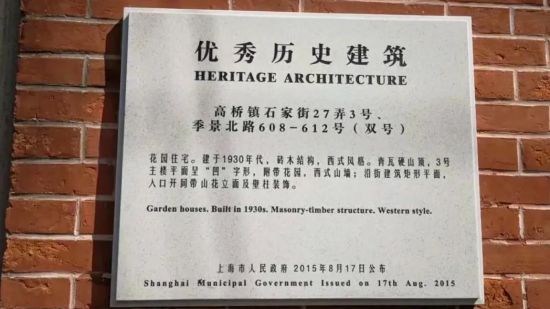 优秀历史建筑
HERITAGE ARCHITECTURE
高桥镇石家街27弄3号、
季景北路608-612号（双号）
花园住宅。建于1930年代，砖木结构，西式风格。青瓦硬山顶，3号
主楼平面呈“凹”字形，附带花园，西式山墙；沿街建筑矩形平面，
入口开间带山花立面及壁柱装饰。
Garden houses. Built in 1930s. Masonry-timber structure. Western style.
上海市人民政府 2015年8月17日公布
Shanghai Municipal Government Issued on 17th Aug. 2015